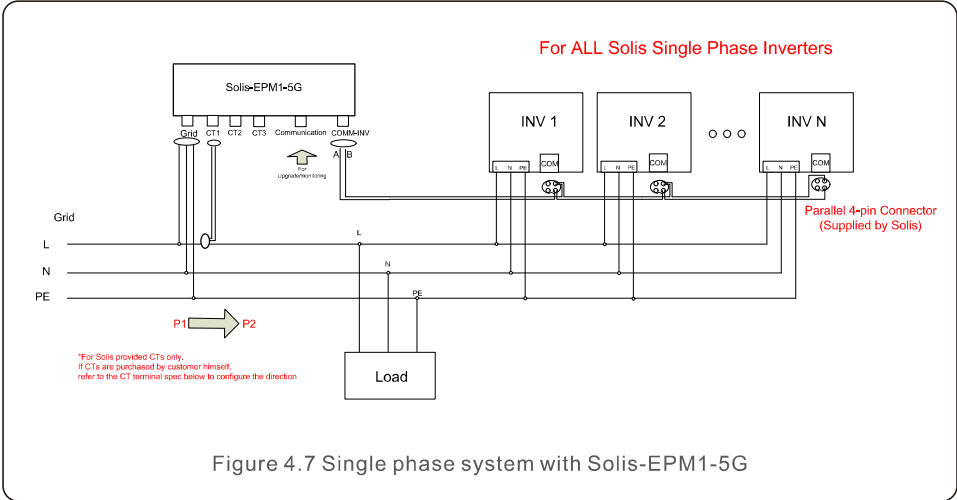 For ALL Solis Single Phase Inverters
Solis-EPM1-5G
Grid CT1 CT2 CT3 Communication COMM-INV
A B
For
Upgrade/monitoring
INV 1
L N PE
COM
INV 2
L N PE
COM
INV N
L N PE
COM
Parallel 4-pin Connector
(Supplied by Solis)
Grid
L
N
PE
L
N
PE
P1 P2
*For Solis provided CTs only.
If CTs are purchased by customer himself,
refer to the CT terminal spec below to configure the direction
Load
Figure 4.7 Single phase system with Solis-EPM1-5G